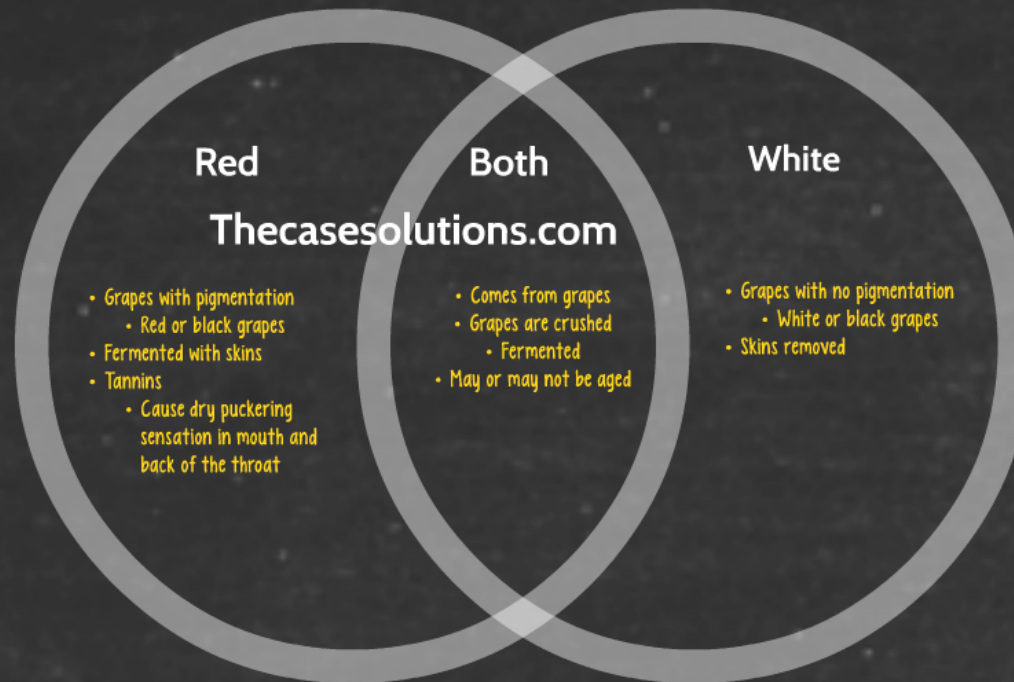 Red
Both
White
Thecasesolutions.com
• Grapes with pigmentation
• Red or black grapes
• Fermented with skins
• Tannins
• Cause dry puckering
sensation in mouth and
back of the throat
• Comes from grapes
• Grapes are crushed
• Fermented
• May or may not be aged
• Grapes with no pigmentation
• White or black grapes
• Skins removed